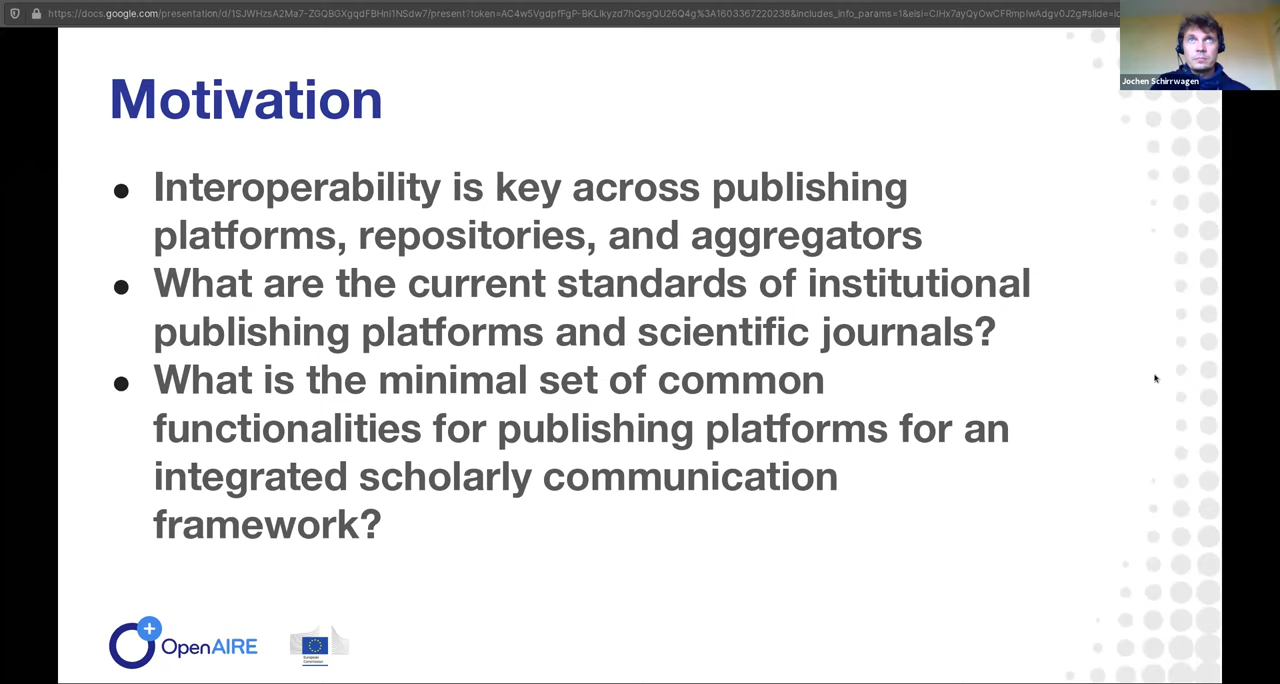 Jochen Schirrwagen
Motivation
● Interoperability is key across publishing
platforms, repositories, and aggregators
● What are the current standards of institutional
publishing platforms and scientific journals?
● What is the minimal set of common
functionalities for publishing platforms for an
integrated scholarly communication
framework?
OpenAIRE
European
Commission